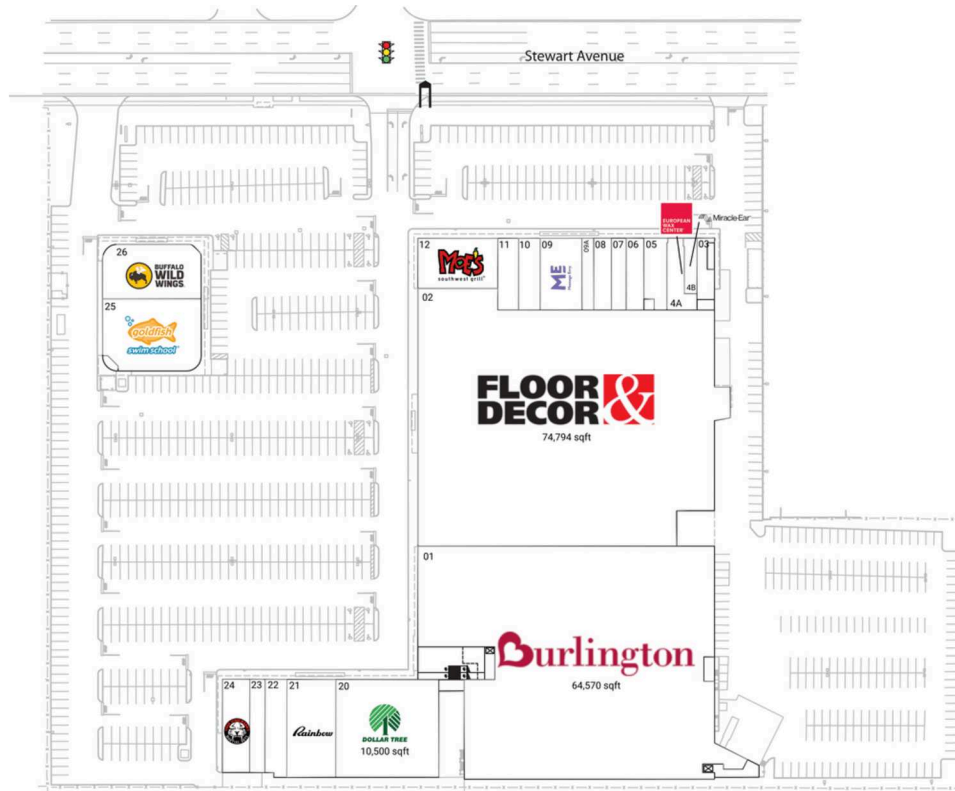 Stewart Avenue
EUROPEAN
WAX
CENTER
Miracle-Ear
26
BUFFALO
WILD
WINGS
25
goldfish
swim school
12
MOE'S
southwest grill
11
10
09
ME
09A
08
07
06
05
4A
4B
03
02
FLOOR &
DECOR
74,794 sqft
01
Burlington
64,570 sqft
24
23
22
21
Rainbow
20
DOLLAR TREE
10,500 sqft